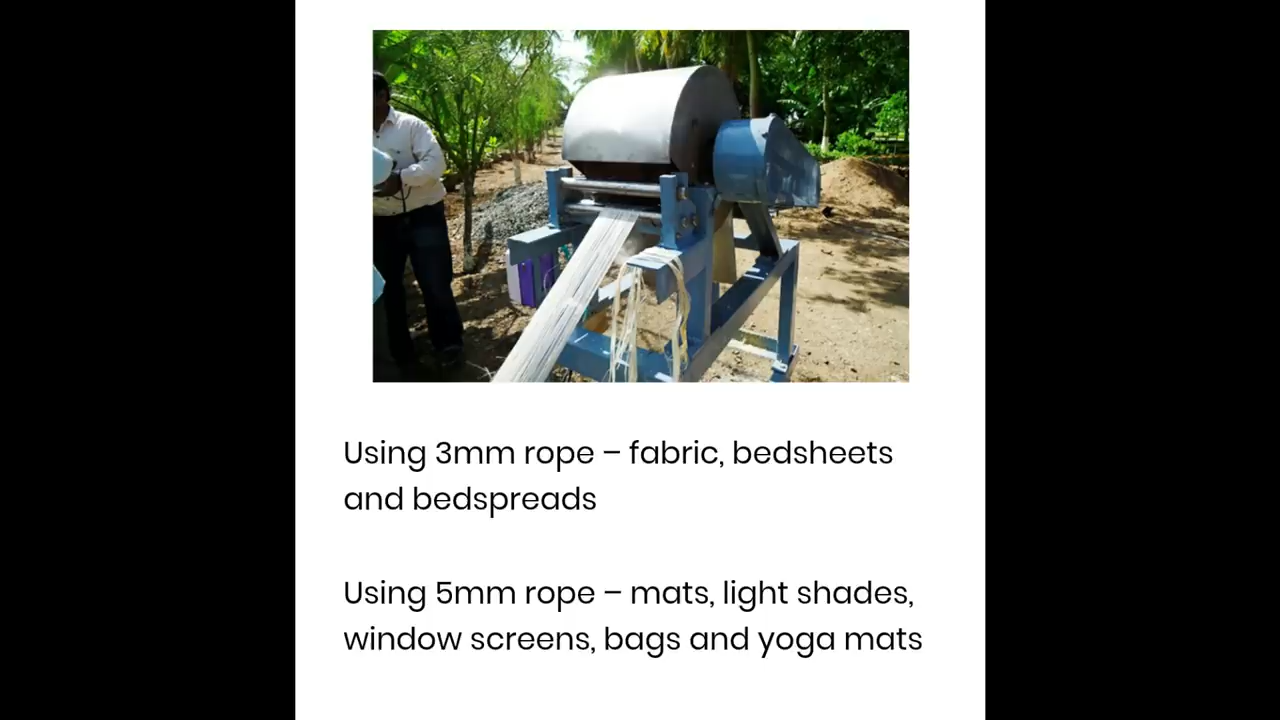 Using 3mm rope – fabric, bedsheets
and bedspreads
Using 5mm rope – mats, light shades,
window screens, bags and yoga mats